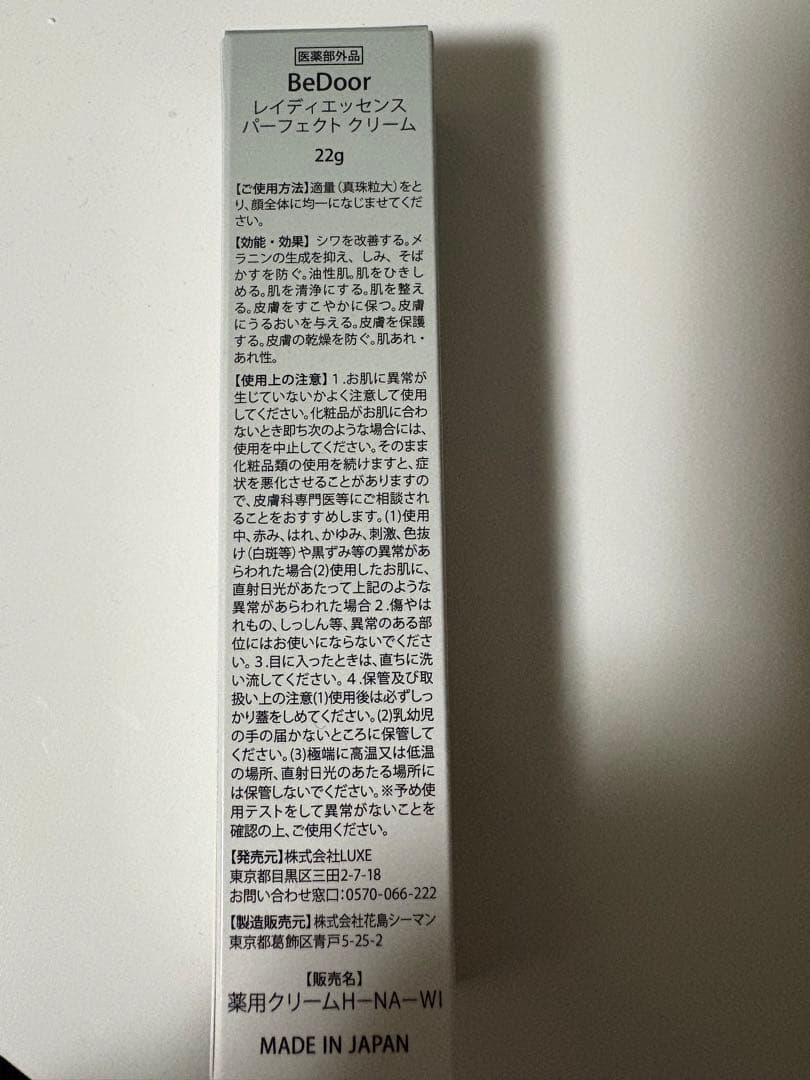 医薬部外品
BeDoor
レイディエッセンス
パーフェクト クリーム
22g
【ご使用方法】適量（真珠粒大）をと
り、顔全体に均一になじませてくだ
さい。
【効能・効果】 シワを改善する。メ
ラニンの生成を抑え、しみ、そば
かすを防ぐ。油性肌。肌をひきし
める。肌を清浄にする。肌を整え
る。皮膚をすこやかに保つ。皮膚
にうるおいを与える。皮膚を保護
する。皮膚の乾燥を防ぐ。肌あれ・
あれ性。
【使用上の注意】1.お肌に異常が
生じていないかよく注意して使用
してください。化粧品がお肌に合わ
ないとき即ち次のような場合には、
使用を中止してください。そのまま
化粧品類の使用を続けますと、症
状を悪化させることがありますの
で、皮膚科専門医等にご相談され
ることをおすすめします。(1)使用
中、赤み、はれ、かゆみ、刺激、色抜
け（白斑等）や黒ずみ等の異常があ
らわれた場合(2)使用したお肌に、
直射日光があたって上記のような
異常があらわれた場合2.傷やは
れもの、しっしん等、異常のある部
位にはお使いにならないでくださ
い。3.目に入ったときは、直ちに洗
い流してください。4.保管及び取
扱い上の注意(1)使用後は必ずしっ
かり蓋をしめてください。(2)乳幼児
の手の届かないところに保管して
ください。(3)極端に高温又は低温
の場所、直射日光のあたる場所に
は保管しないでください。※予め使
用テストをして異常がないことを
確認の上、ご使用ください。
【発売元】株式会社LUXE
東京都目黒区三田2-7-18
お問い合わせ窓口:0570-066-222
【製造販売元】株式会社花島シーマン
東京都葛飾区青戸5-25-2
【販売名】
薬用クリームH－NA－WI
MADE IN JAPAN